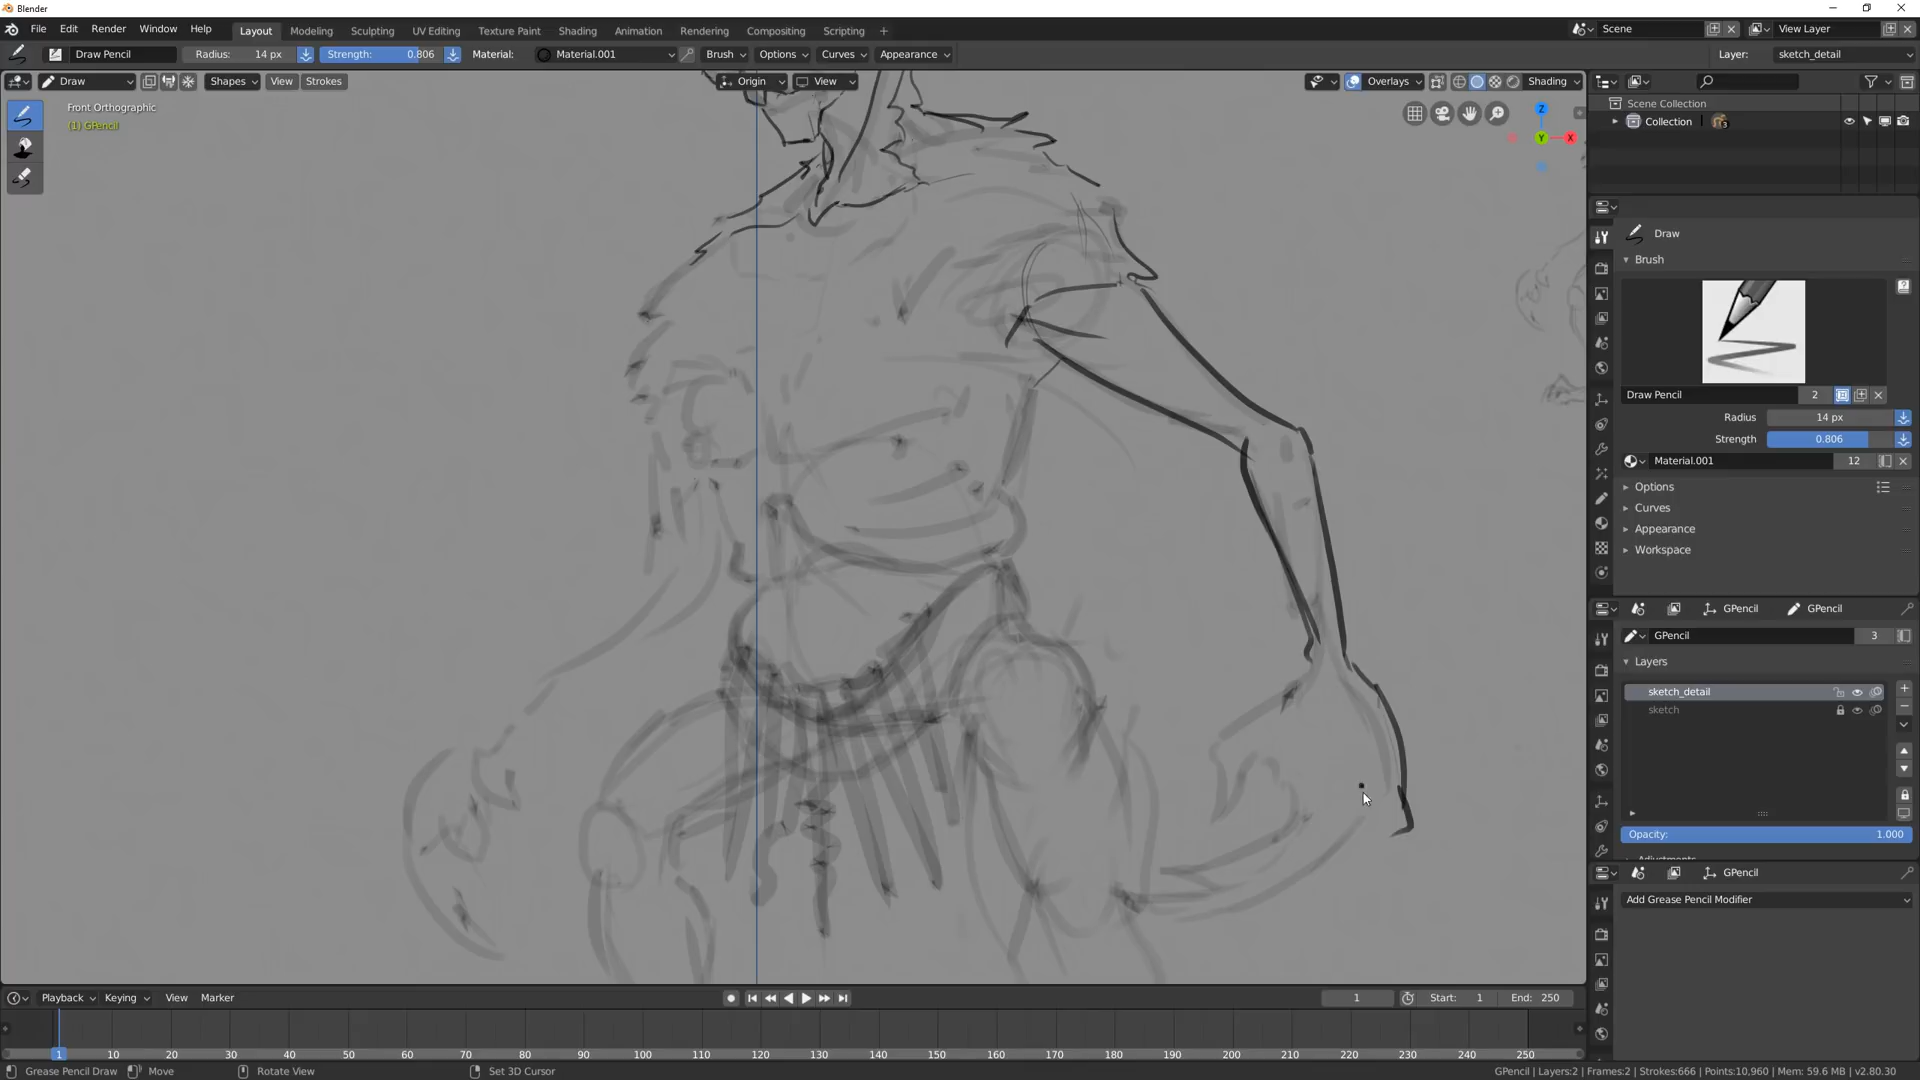 Blender
File Edit Render Window Help Layout Modeling Sculpting UV Editing Texture Paint Shading Animation Rendering Compositing Scripting + Scene View Layer
Draw Pencil Radius: 14 px Strength: 0.806 Material: Material.001 Brush Options Curves Appearance Layer: sketch_detail
Draw Shapes View Strokes Origin View Overlays Shading
Front Orthographic
(1) GPencil
Z
Y
X
Scene Collection
Collection 3
Draw
Brush
Draw Pencil 2
Radius 14 px
Strength 0.806
Material.001 12
Options
Curves
Appearance
Workspace
GPencil GPencil
GPencil 3
Layers
sketch_detail
sketch
Opacity: 1.000
Adjustments
GPencil
Add Grease Pencil Modifier
Playback Keying View Marker 1 Start: 1 End: 250
1 10 20 30 40 50 60 70 80 90 100 110 120 130 140 150 160 170 180 190 200 210 220 230 240 250
Grease Pencil Draw Move Rotate View Set 3D Cursor GPencil | Layers:2 | Frames:2 | Strokes:666 | Points:10,960 | Mem: 59.6 MB | v2.80.30